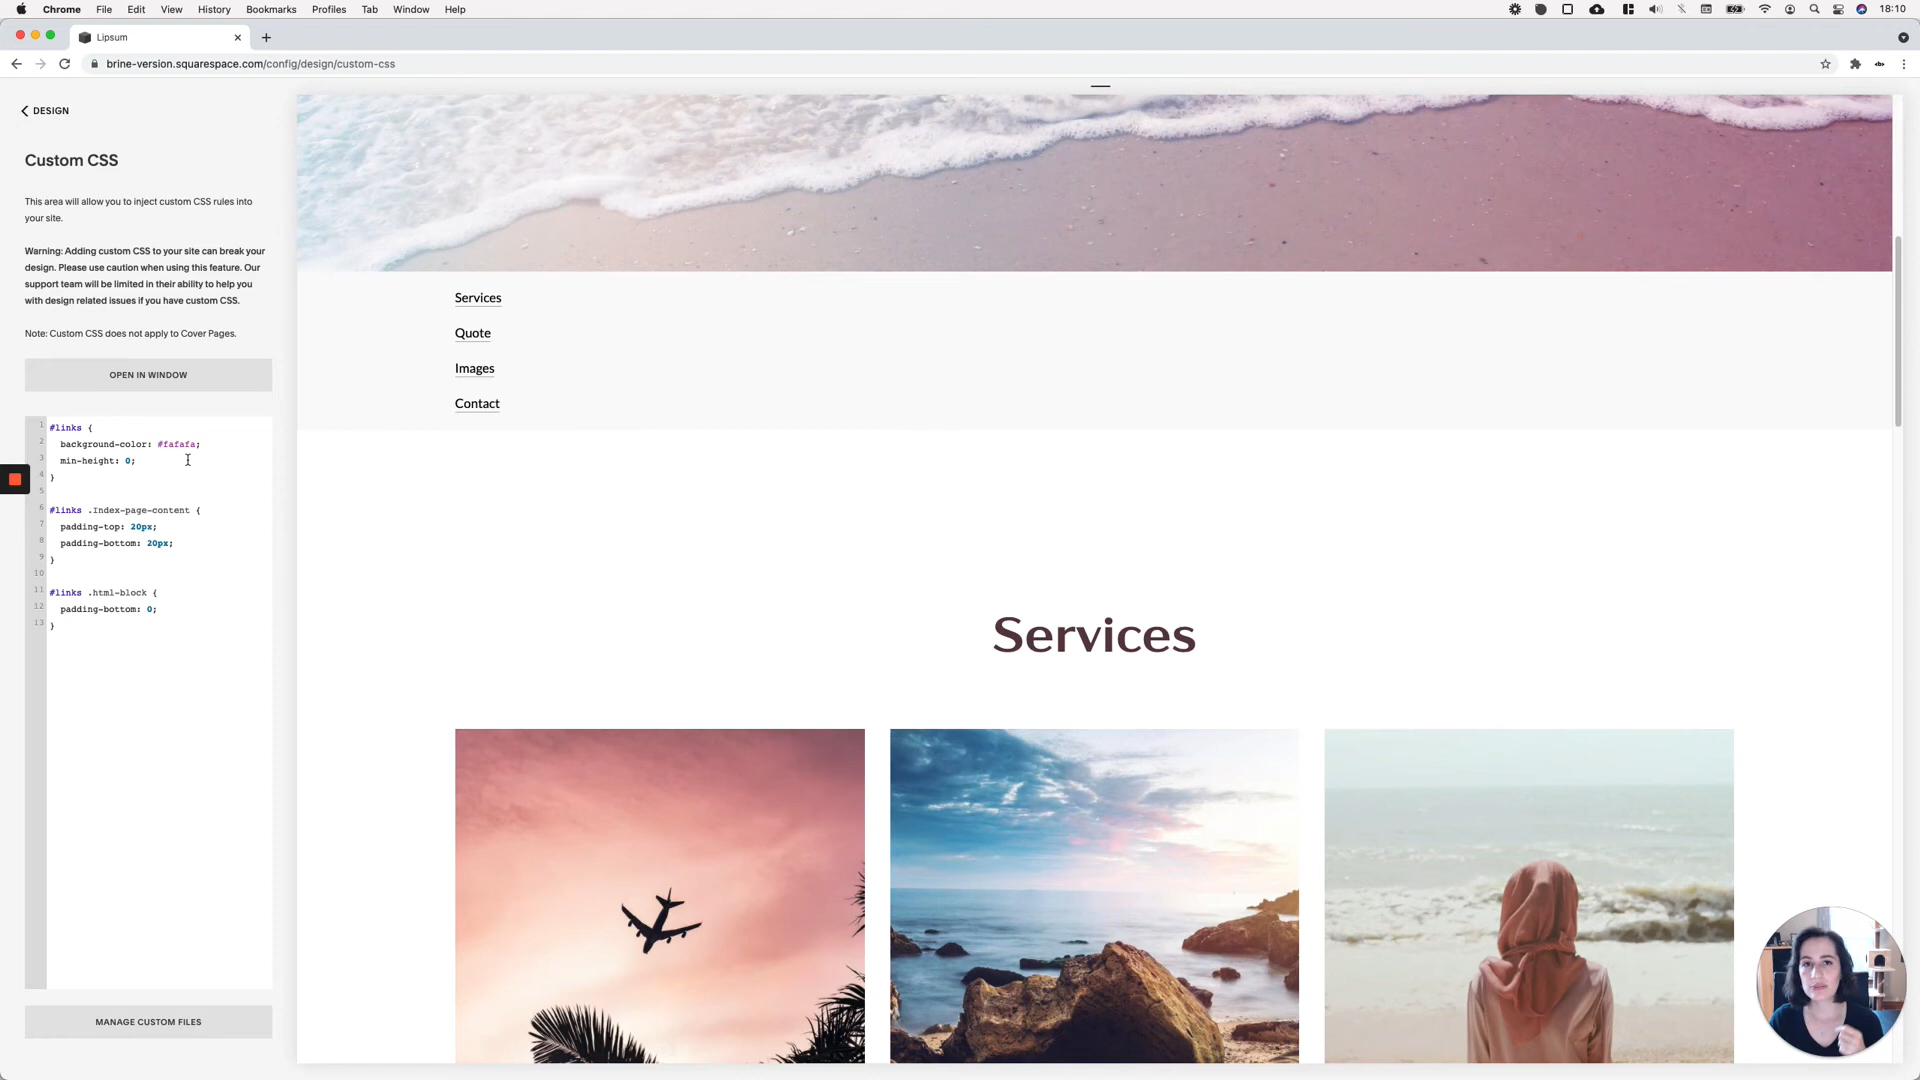 Chrome File Edit View History Bookmarks Profiles Tab Window Help 18:10
Lipsum
brine-version.squarespace.com/config/design/custom-css
DESIGN
Custom CSS
This area will allow you to inject custom CSS rules into
your site.
Warning: Adding custom CSS to your site can break your
design. Please use caution when using this feature. Our
support team will be limited in their ability to help you
with design related issues if you have custom CSS.
Note: Custom CSS does not apply to Cover Pages.
OPEN IN WINDOW
1 #links {
2 background-color: #fafafa;
3 min-height: 0;
4 }
5
6 #links .Index-page-content {
7 padding-top: 20px;
8 padding-bottom: 20px;
9 }
10
11 #links .html-block {
12 padding-bottom: 0;
13 }
MANAGE CUSTOM FILES
Services
Quote
Images
Contact
Services